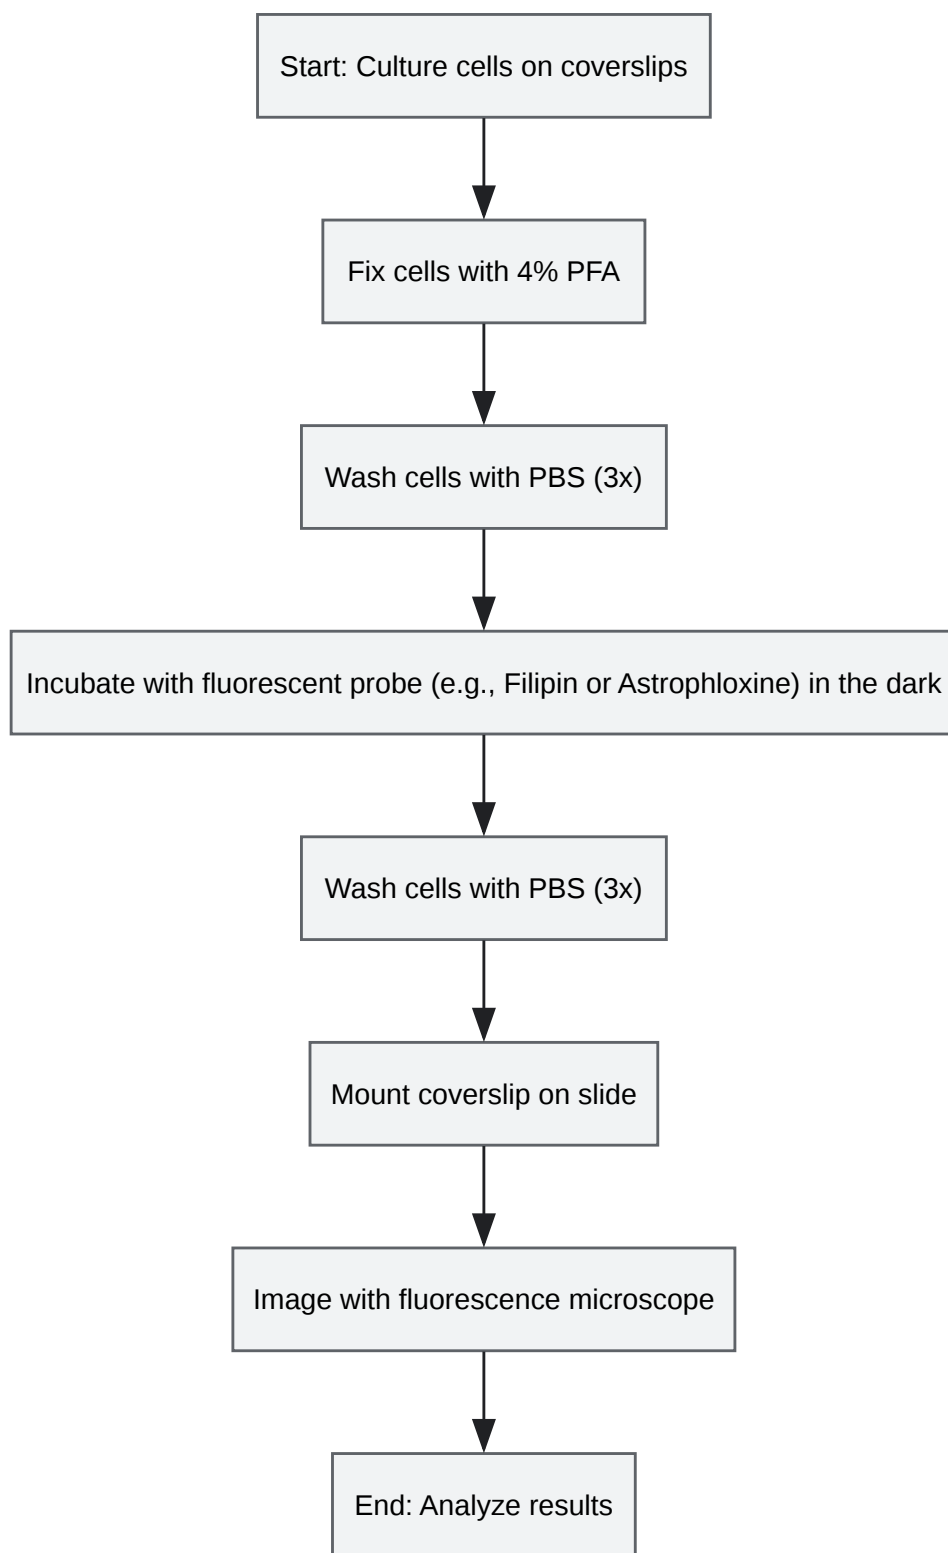 Start: Culture cells on coverslips
Fix cells with 4% PFA
Wash cells with PBS (3x)
Incubate with fluorescent probe (e.g., Filipin or Astrophloxine) in the dark
Wash cells with PBS (3x)
Mount coverslip on slide
Image with fluorescence microscope
End: Analyze results